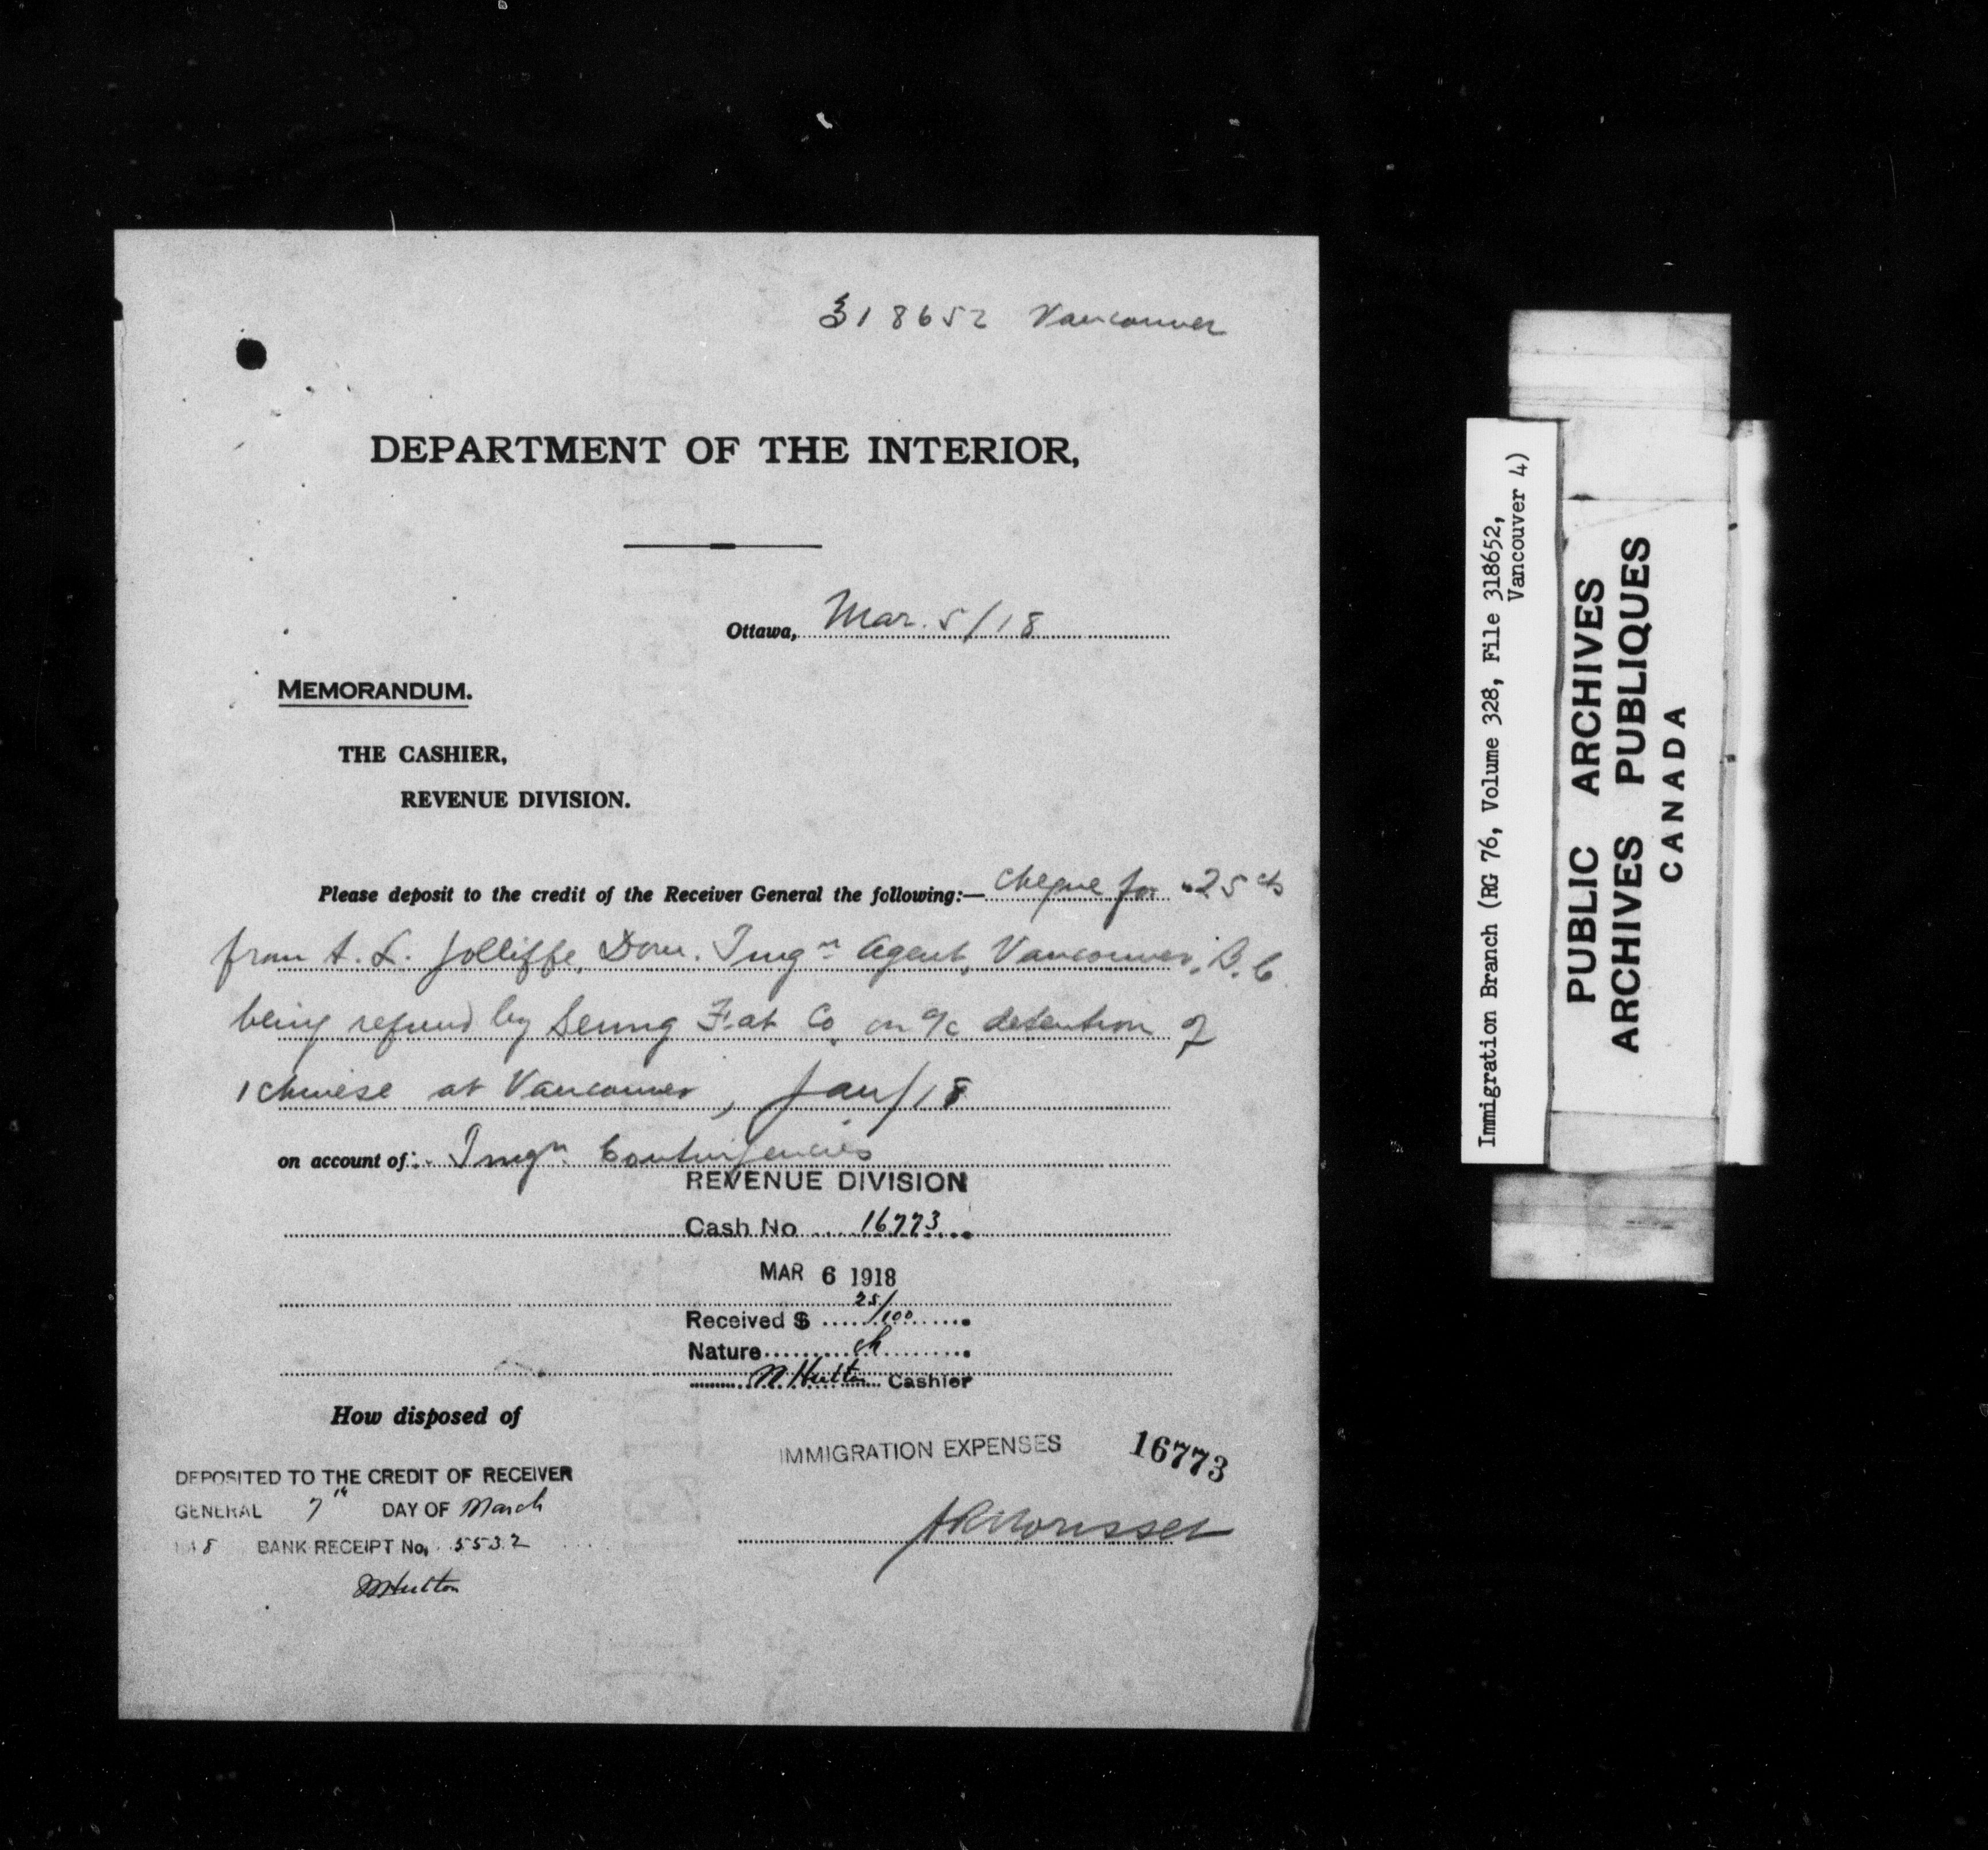 318652 Vancouver
DEPARTMENT OF THE INTERIOR,
Ottawa, Mar. 5/18
MEMORANDUM.
THE CASHIER,
REVENUE DIVISION.
Please deposit to the credit of the Receiver General the following:— cheque for .25 cts
from A. L. Jolliffe, Dom. Imgn Agent, Vancouver, B.C
being refund by Seung Fat Co on a/c detention of
1 Chinese at Vancouver, Jan/18
on account of: Imgn Contingencies
REVENUE DIVISION
Cash No 16773
MAR 6 1918
Received $ 25/100
Nature ch
Hutton Cashier
How disposed of
IMMIGRATION EXPENSES 16773
DEPOSITED TO THE CREDIT OF RECEIVER
GENERAL 7th DAY OF March
18 BANK RECEIPT No, 5532
Hutton
Immigration Branch (RG 76, Volume 328, File 318652,
Vancouver 4)
PUBLIC ARCHIVES
ARCHIVES PUBLIQUES
CANADA